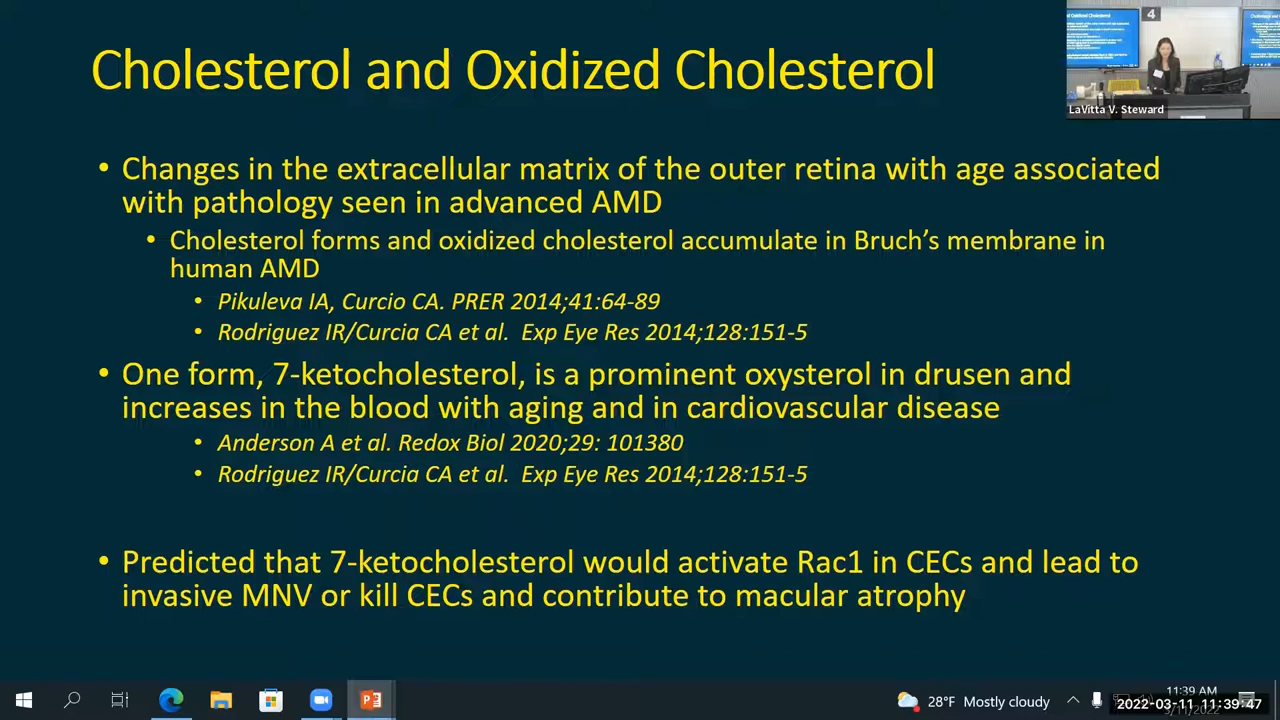 Cholesterol and Oxidized Cholesterol
4
LaVitta V. Steward
• Changes in the extracellular matrix of the outer retina with age associated
with pathology seen in advanced AMD
• Cholesterol forms and oxidized cholesterol accumulate in Bruch’s membrane in
human AMD
• Pikuleva IA, Curcio CA. PRER 2014;41:64-89
• Rodriguez IR/Curcia CA et al. Exp Eye Res 2014;128:151-5
• One form, 7-ketocholesterol, is a prominent oxysterol in drusen and
increases in the blood with aging and in cardiovascular disease
• Anderson A et al. Redox Biol 2020;29: 101380
• Rodriguez IR/Curcia CA et al. Exp Eye Res 2014;128:151-5
• Predicted that 7-ketocholesterol would activate Rac1 in CECs and lead to
invasive MNV or kill CECs and contribute to macular atrophy
28°F Mostly cloudy
11:39 AM
2022-03-11 11:39:47